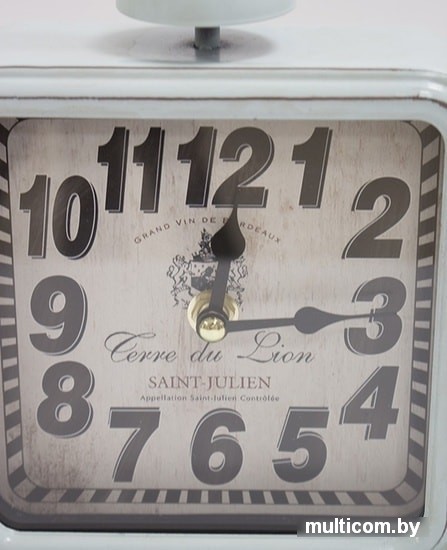 11 12 1
10 2
GRAND VIN DE BORDEAUX
9 3
Terre du Lion
SAINT-JULIEN
Appellation Saint-Julien Contrôlée
8 4
7 6 5
multicom.by